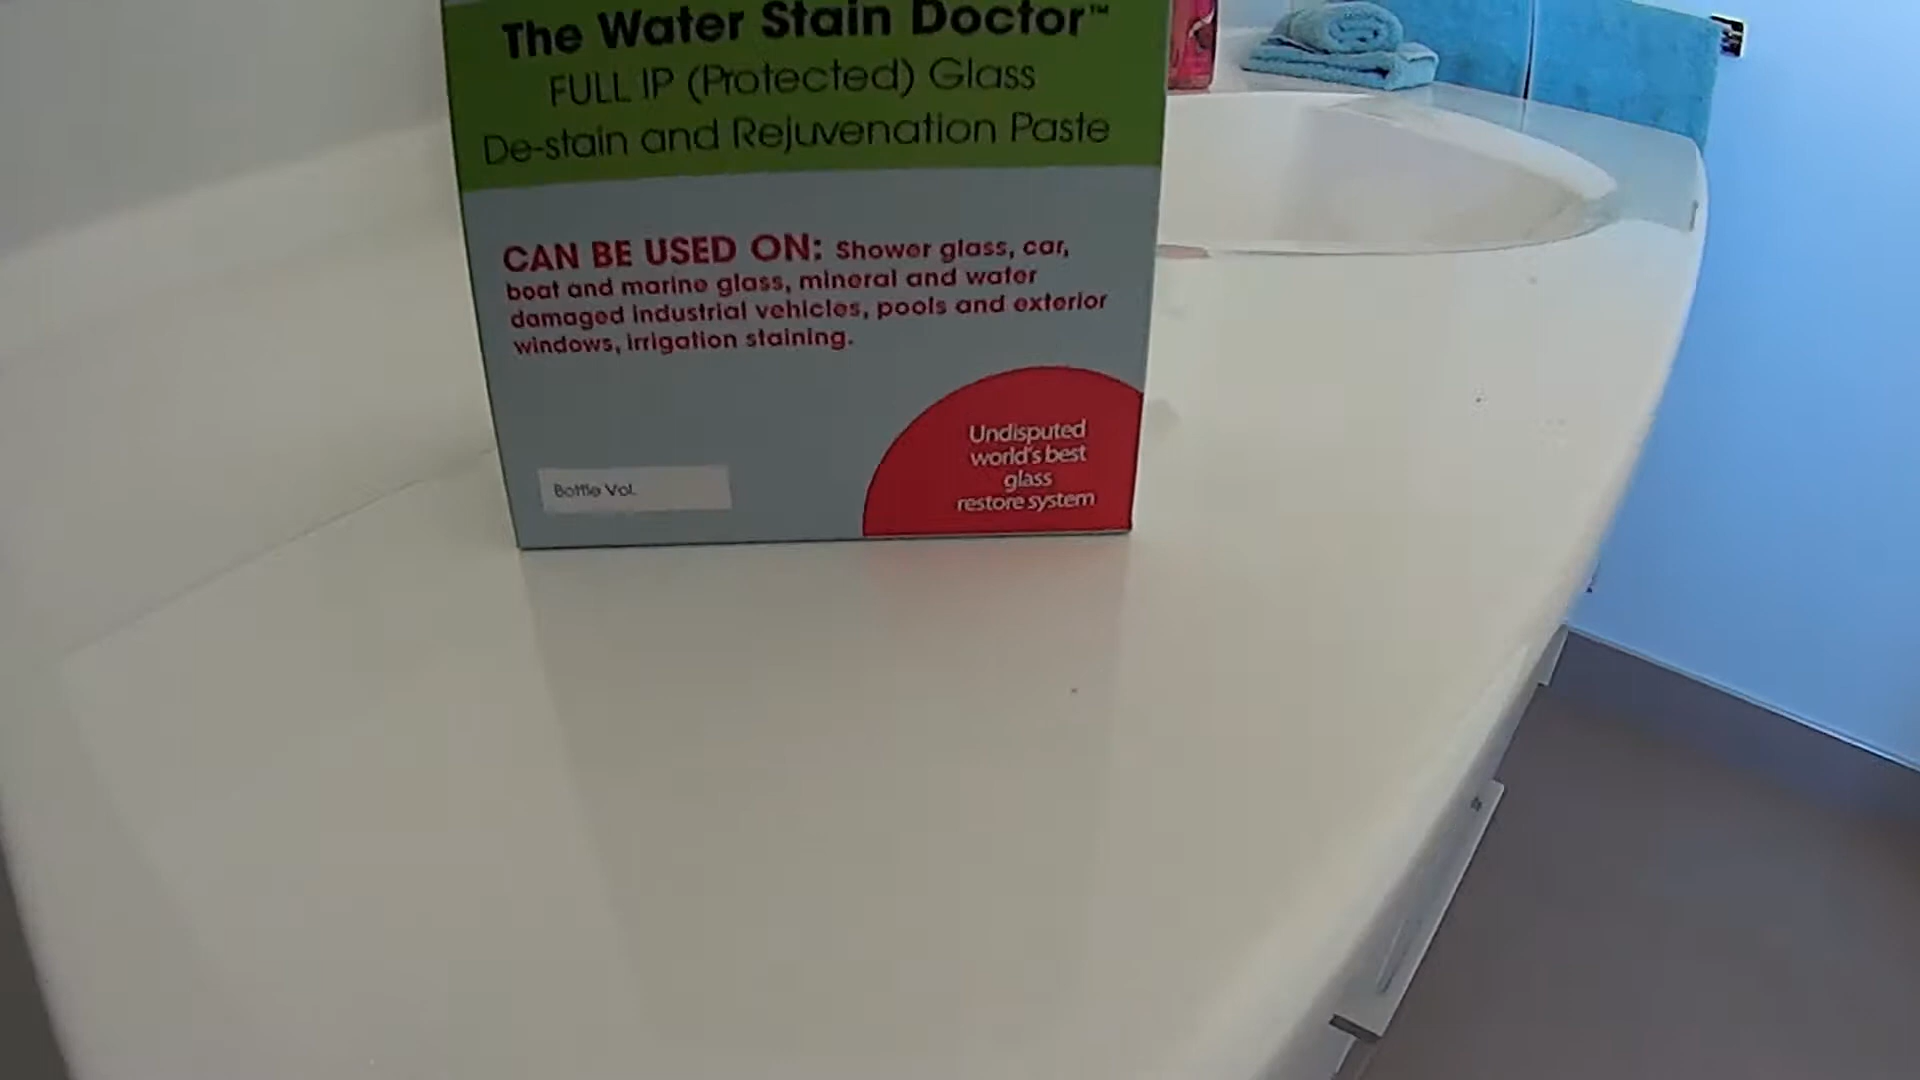 The Water Stain Doctor™
FULL IP (Protected) Glass
De-stain and Rejuvenation Paste
CAN BE USED ON: Shower glass, car,
boat and marine glass, mineral and water
damaged industrial vehicles, pools and exterior
windows, irrigation staining.
Undisputed
world's best
glass
restore system
Bottle Vol.